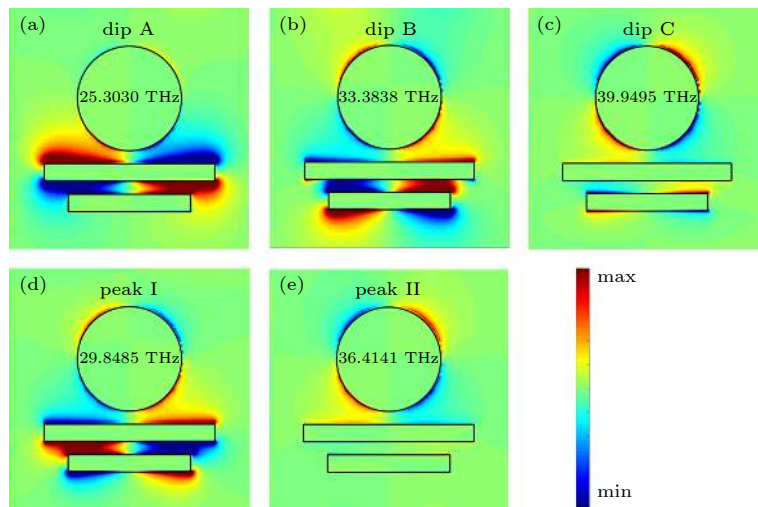 (a) dip A
25.3030 THz
(b) dip B
33.3838 THz
(c) dip C
39.9495 THz
(d) peak I
29.8485 THz
(e) peak II
36.4141 THz
max
min